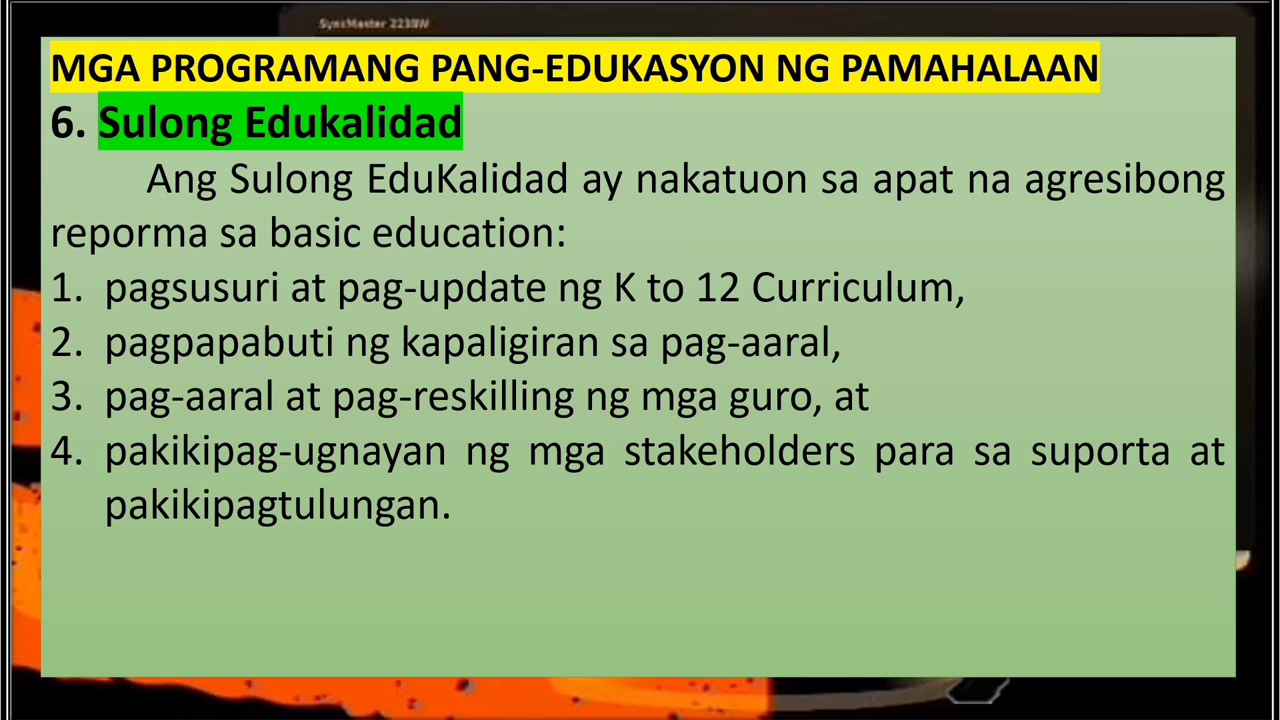 SyncMaster 2233SW
MGA PROGRAMANG PANG-EDUKASYON NG PAMAHALAAN
6. Sulong Edukalidad
Ang Sulong EduKalidad ay nakatuon sa apat na agresibong
reporma sa basic education:
1. pagsusuri at pag-update ng K to 12 Curriculum,
2. pagpapabuti ng kapaligiran sa pag-aaral,
3. pag-aaral at pag-reskilling ng mga guro, at
4. pakikipag-ugnayan ng mga stakeholders para sa suporta at
pakikipagtulungan.